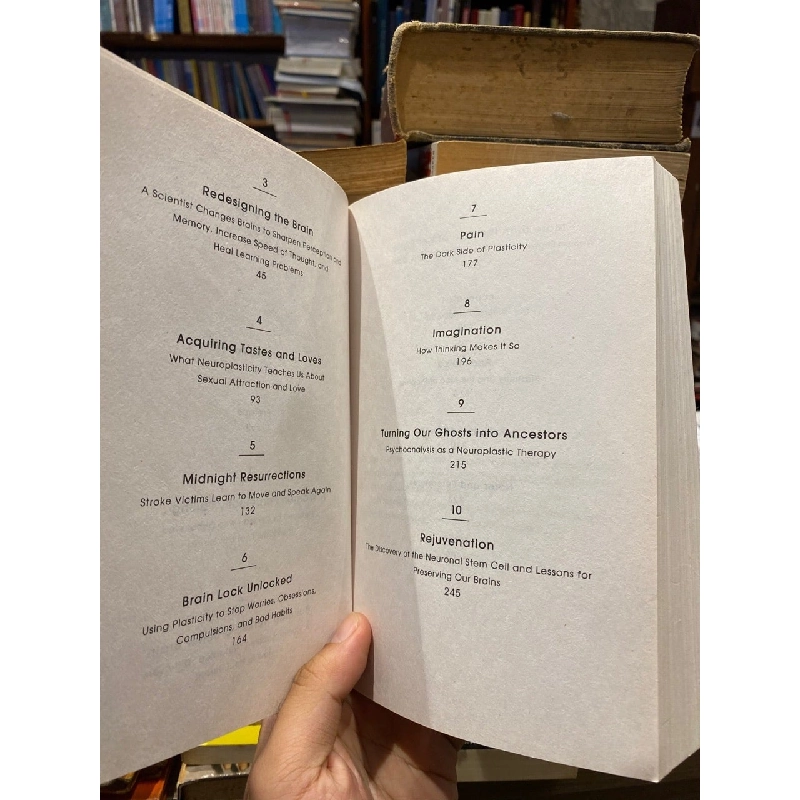 3
Redesigning the Brain
A Scientist Changes Brains to Sharpen Perception and
Memory, Increase Speed of Thought, and
Heal Learning Problems
45
4
Acquiring Tastes and Loves
What Neuroplasticity Teaches Us About
Sexual Attraction and Love
93
5
Midnight Resurrections
Stroke Victims Learn to Move and Speak Again
132
6
Brain Lock Unlocked
Using Plasticity to Stop Worries, Obsessions,
Compulsions, and Bad Habits
164
7
Pain
The Dark Side of Plasticity
177
8
Imagination
How Thinking Makes It So
196
9
Turning Our Ghosts into Ancestors
Psychoanalysis as a Neuroplastic Therapy
215
10
Rejuvenation
The Discovery of the Neuronal Stem Cell and Lessons for
Preserving Our Brains
245